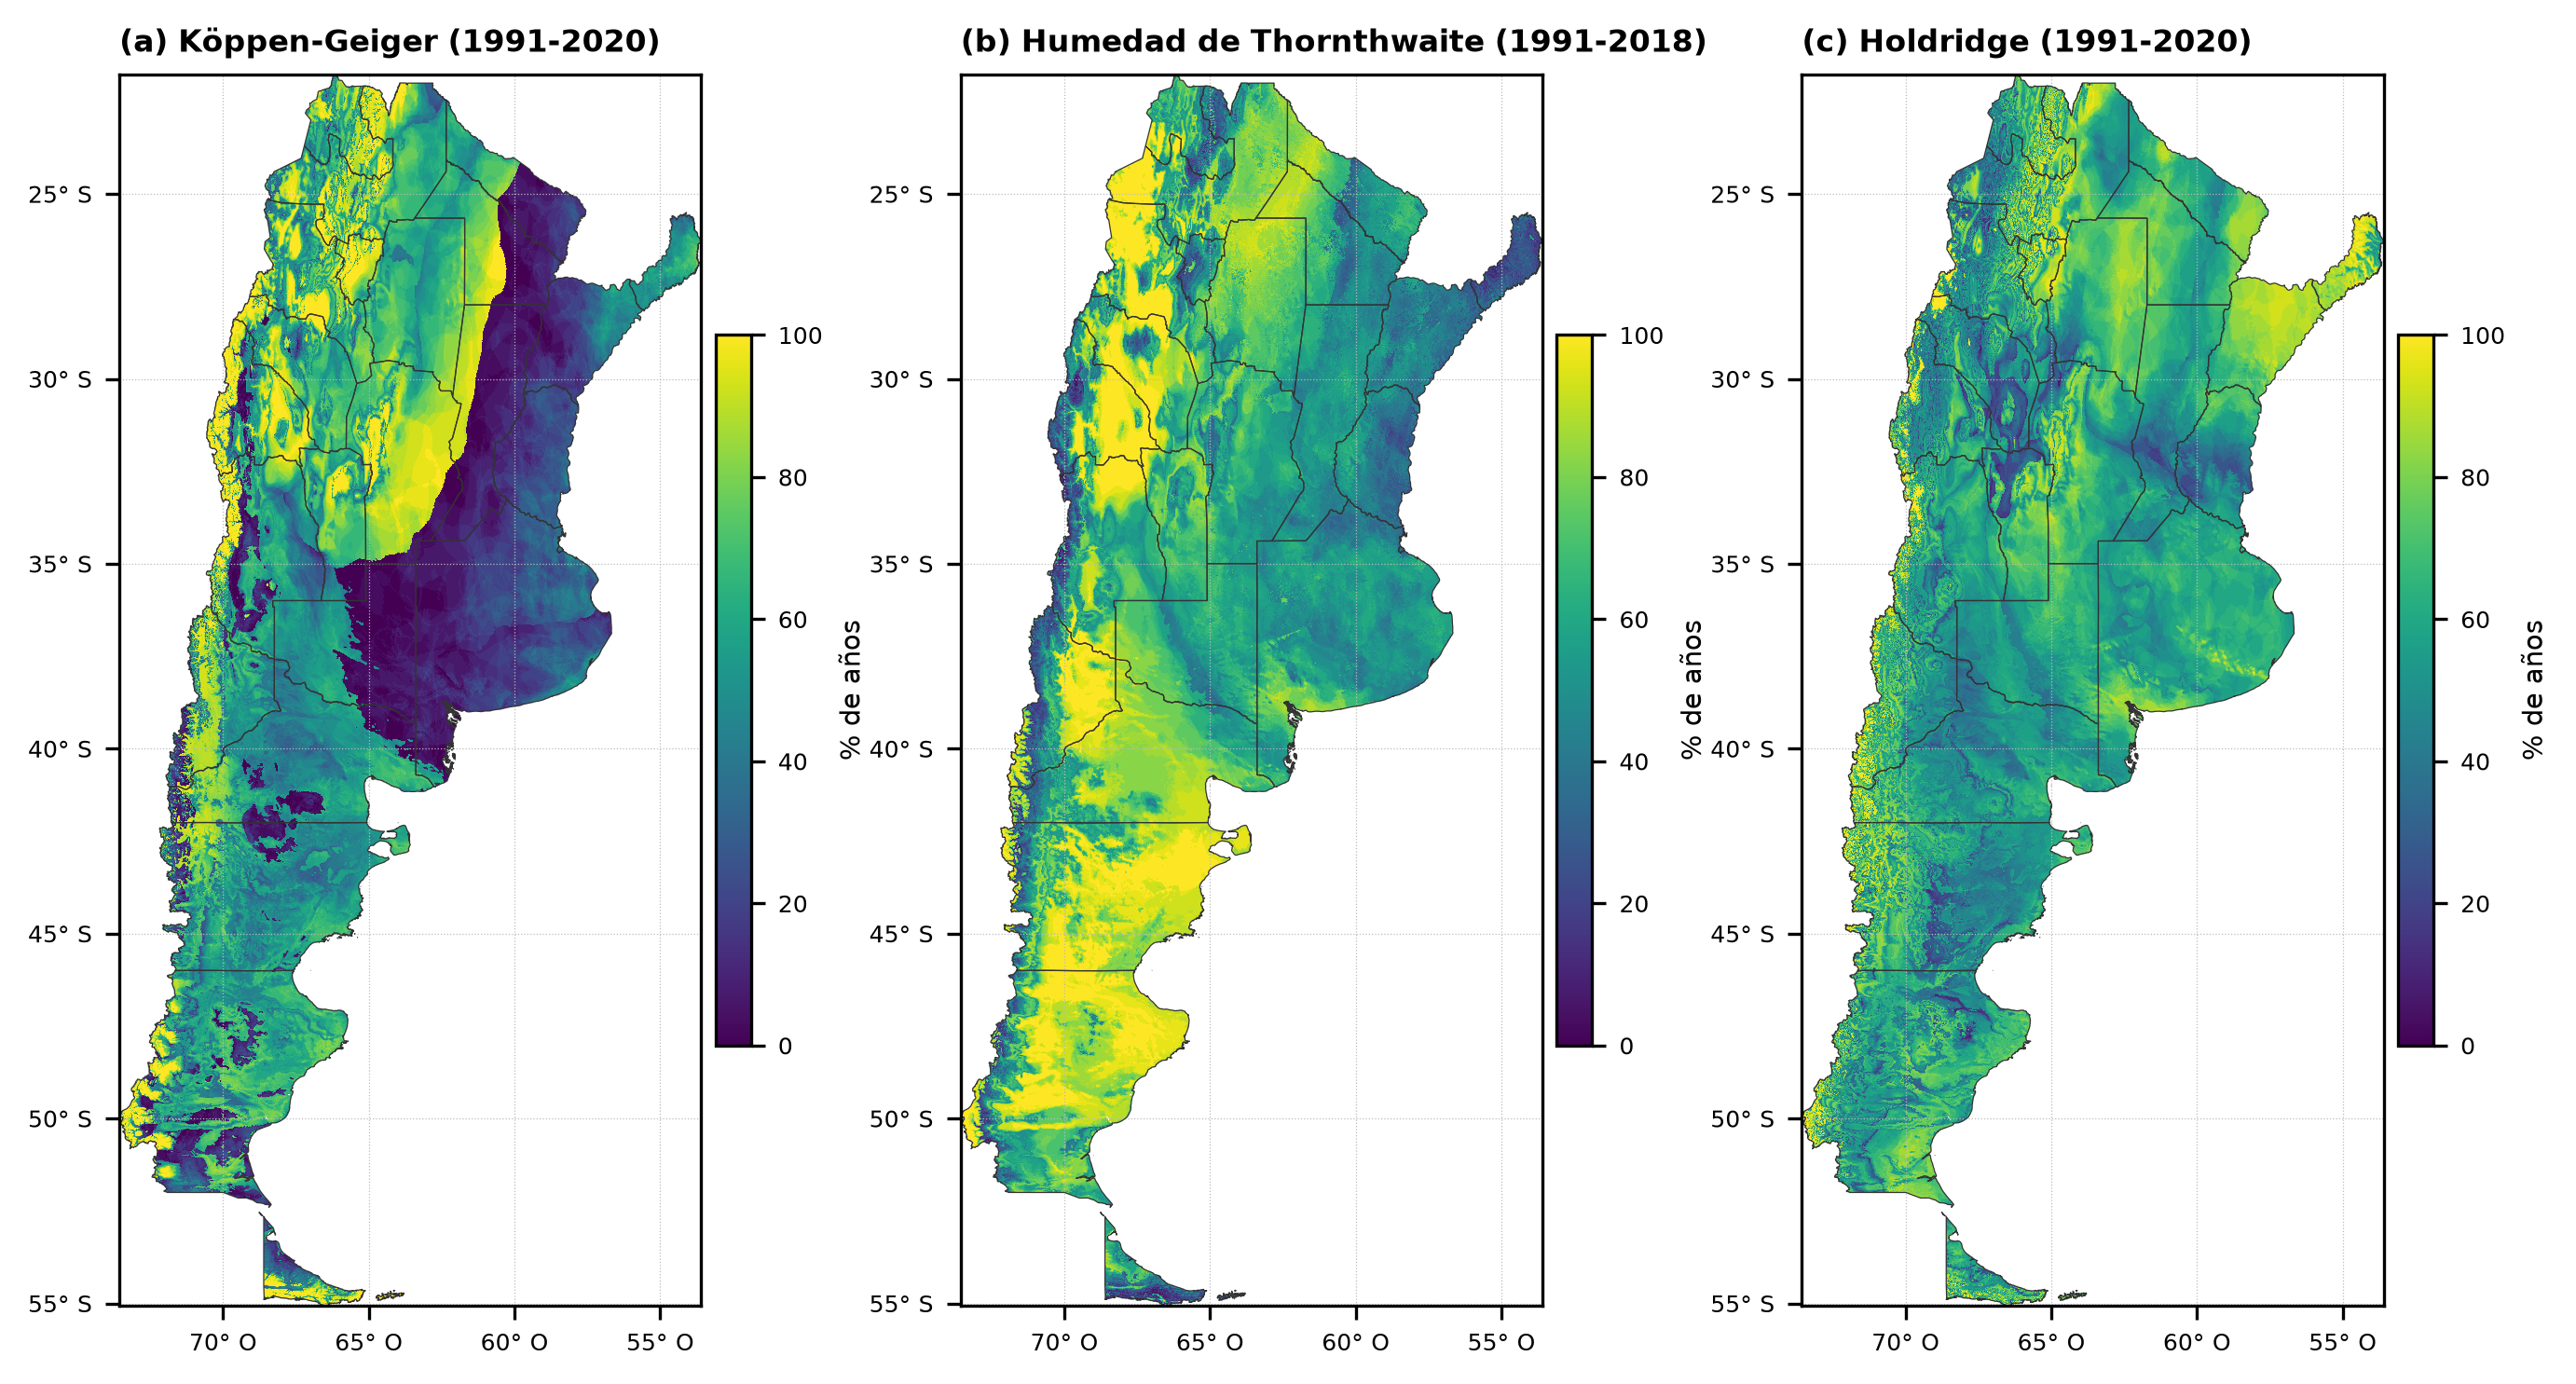 (a) Köppen-Geiger (1991-2020)
25° S
30° S
35° S
40° S
45° S
50° S
55° S
70° O
65° O
60° O
55° O
100
80
60
40
20
0
% de años
(b) Humedad de Thornthwaite (1991-2018)
25° S
30° S
35° S
40° S
45° S
50° S
55° S
70° O
65° O
60° O
55° O
100
80
60
40
20
0
% de años
(c) Holdridge (1991-2020)
25° S
30° S
35° S
40° S
45° S
50° S
55° S
70° O
65° O
60° O
55° O
100
80
60
40
20
0
% de años